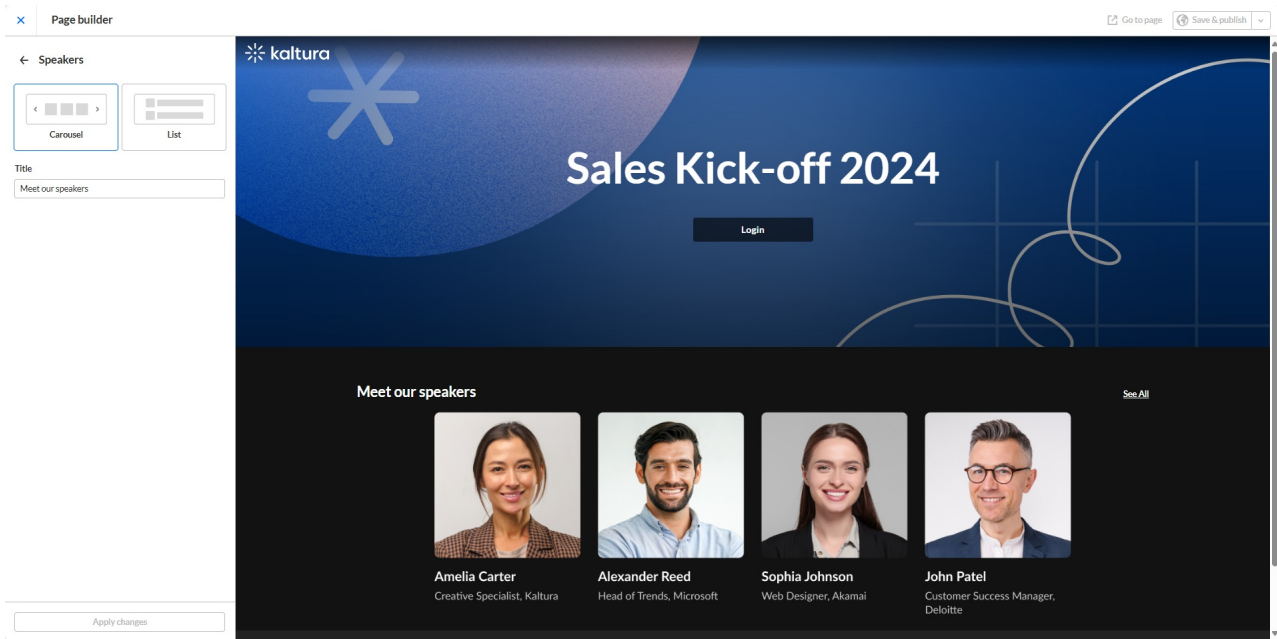 Page builder
Go to page
Save & publish
Speakers
Carousel
List
Title
Meet our speakers
Apply changes
kaltura
Sales Kick-off 2024
Login
Meet our speakers
See All
Amelia Carter
Creative Specialist, Kaltura
Alexander Reed
Head of Trends, Microsoft
Sophia Johnson
Web Designer, Akamai
John Patel
Customer Success Manager,
Deloitte